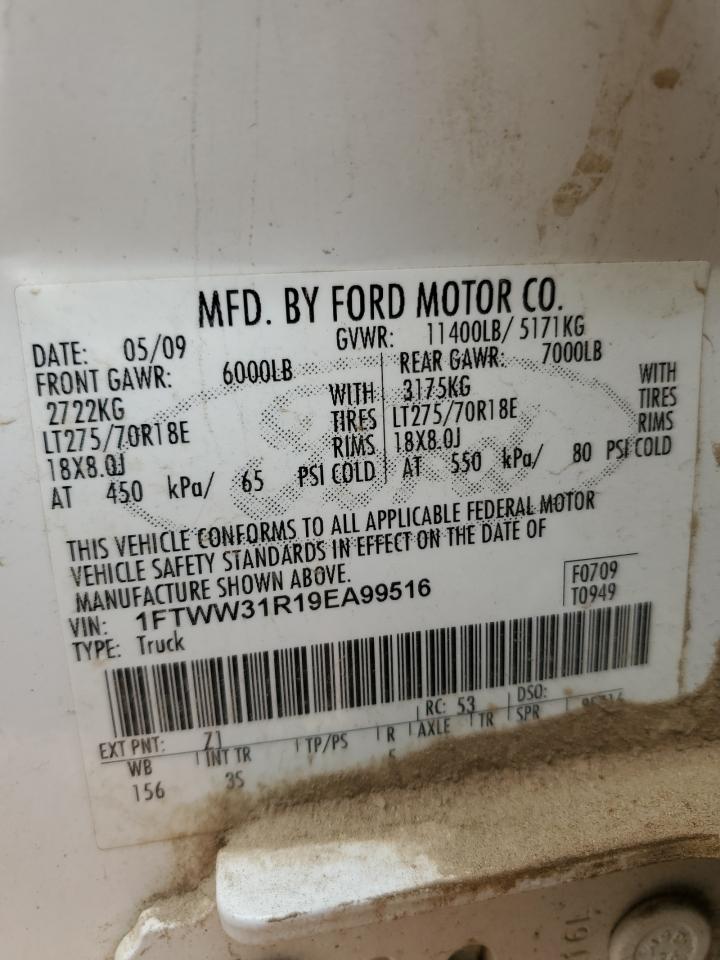 MFD. BY FORD MOTOR CO.
DATE: 05/09 GVWR: 11400LB/ 5171KG
FRONT GAWR: 6000LB REAR GAWR: 7000LB
2722KG WITH 3175KG WITH
LT275/70R18E TIRES LT275/70R18E TIRES
18X8.0J RIMS 18X8.0J RIMS
AT 450 kPa/ 65 PSI COLD AT 550 kPa/ 80 PSI COLD
THIS VEHICLE CONFORMS TO ALL APPLICABLE FEDERAL MOTOR
VEHICLE SAFETY STANDARDS IN EFFECT ON THE DATE OF
MANUFACTURE SHOWN ABOVE.
VIN: 1FTWW31R19EA99516 F0709
TYPE: Truck T0949
EXT PNT: Z1 RC: 53 DSO:
WB INT TR TP/PS R AXLE TR SPR
156 3S